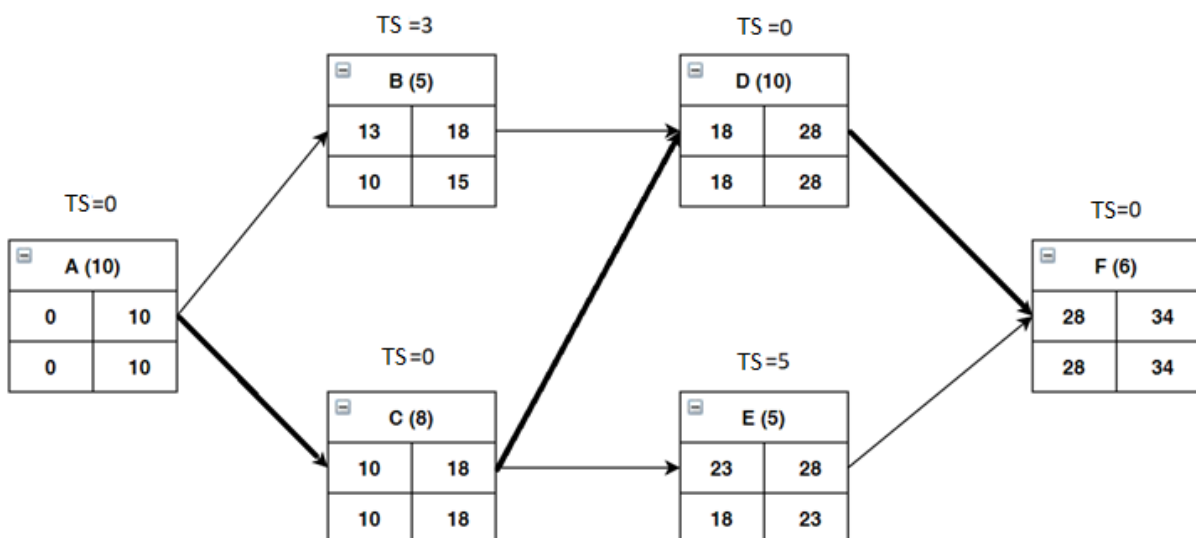 TS =3
B (5)
13 18
10 15
TS=0
D (10)
18 28
18 28
TS=0
A (10)
0 10
0 10
TS=0
F (6)
28 34
28 34
TS=0
C (8)
10 18
10 18
TS=5
E (5)
23 28
18 23